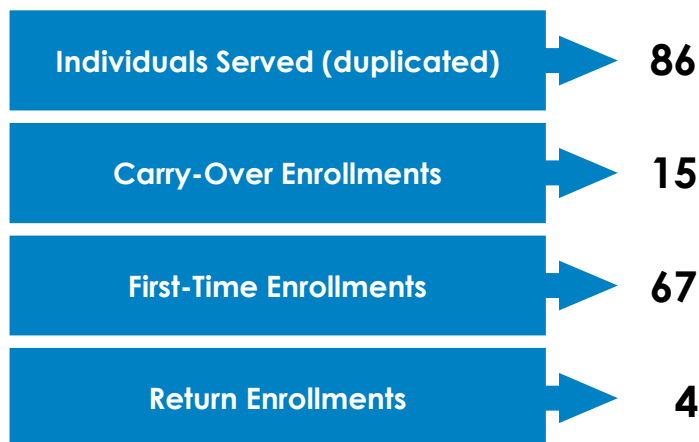 Individuals Served (duplicated) 86
Carry-Over Enrollments 15
First-Time Enrollments 67
Return Enrollments 4